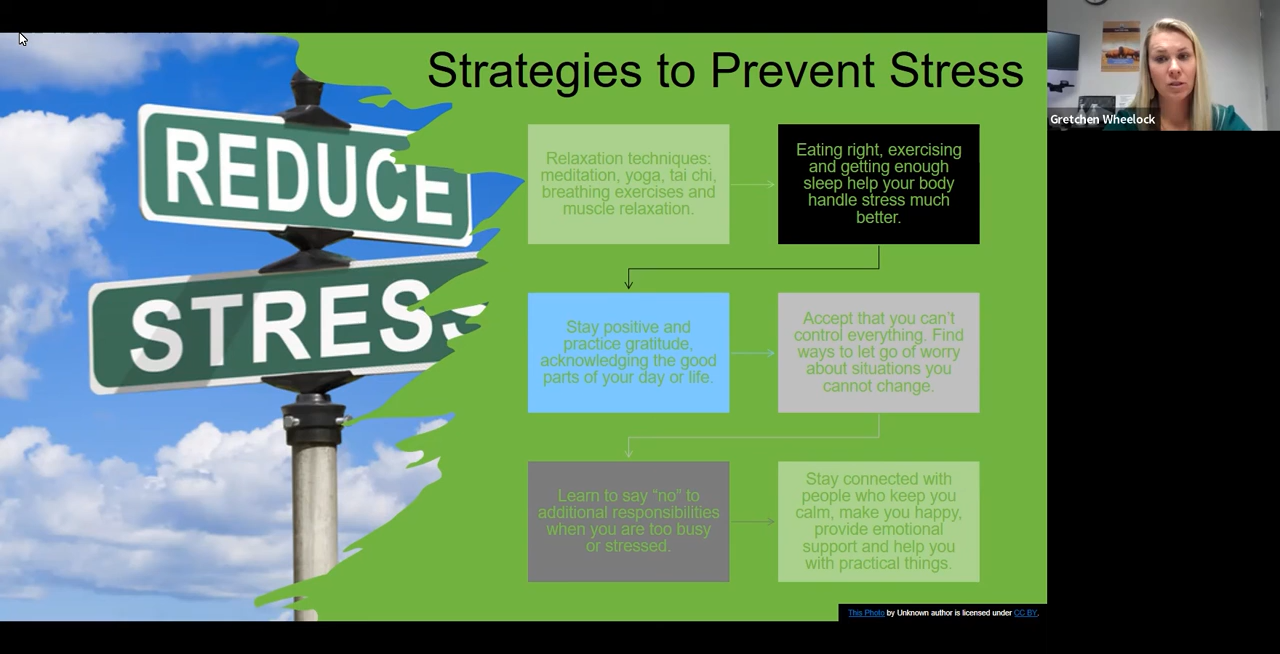 Strategies to Prevent Stress
Gretchen Wheelock
REDUCE
STRESS
Relaxation techniques:
meditation, yoga, tai chi,
breathing exercises and
muscle relaxation.
Eating right, exercising
and getting enough
sleep help your body
handle stress much
better.
Stay positive and
practice gratitude,
acknowledging the good
parts of your day or life.
Accept that you can’t
control everything. Find
ways to let go of worry
about situations you
cannot change.
Learn to say “no” to
additional responsibilities
when you are too busy
or stressed.
Stay connected with
people who keep you
calm, make you happy,
provide emotional
support and help you
with practical things.
This Photo by Unknown author is licensed under CC BY.